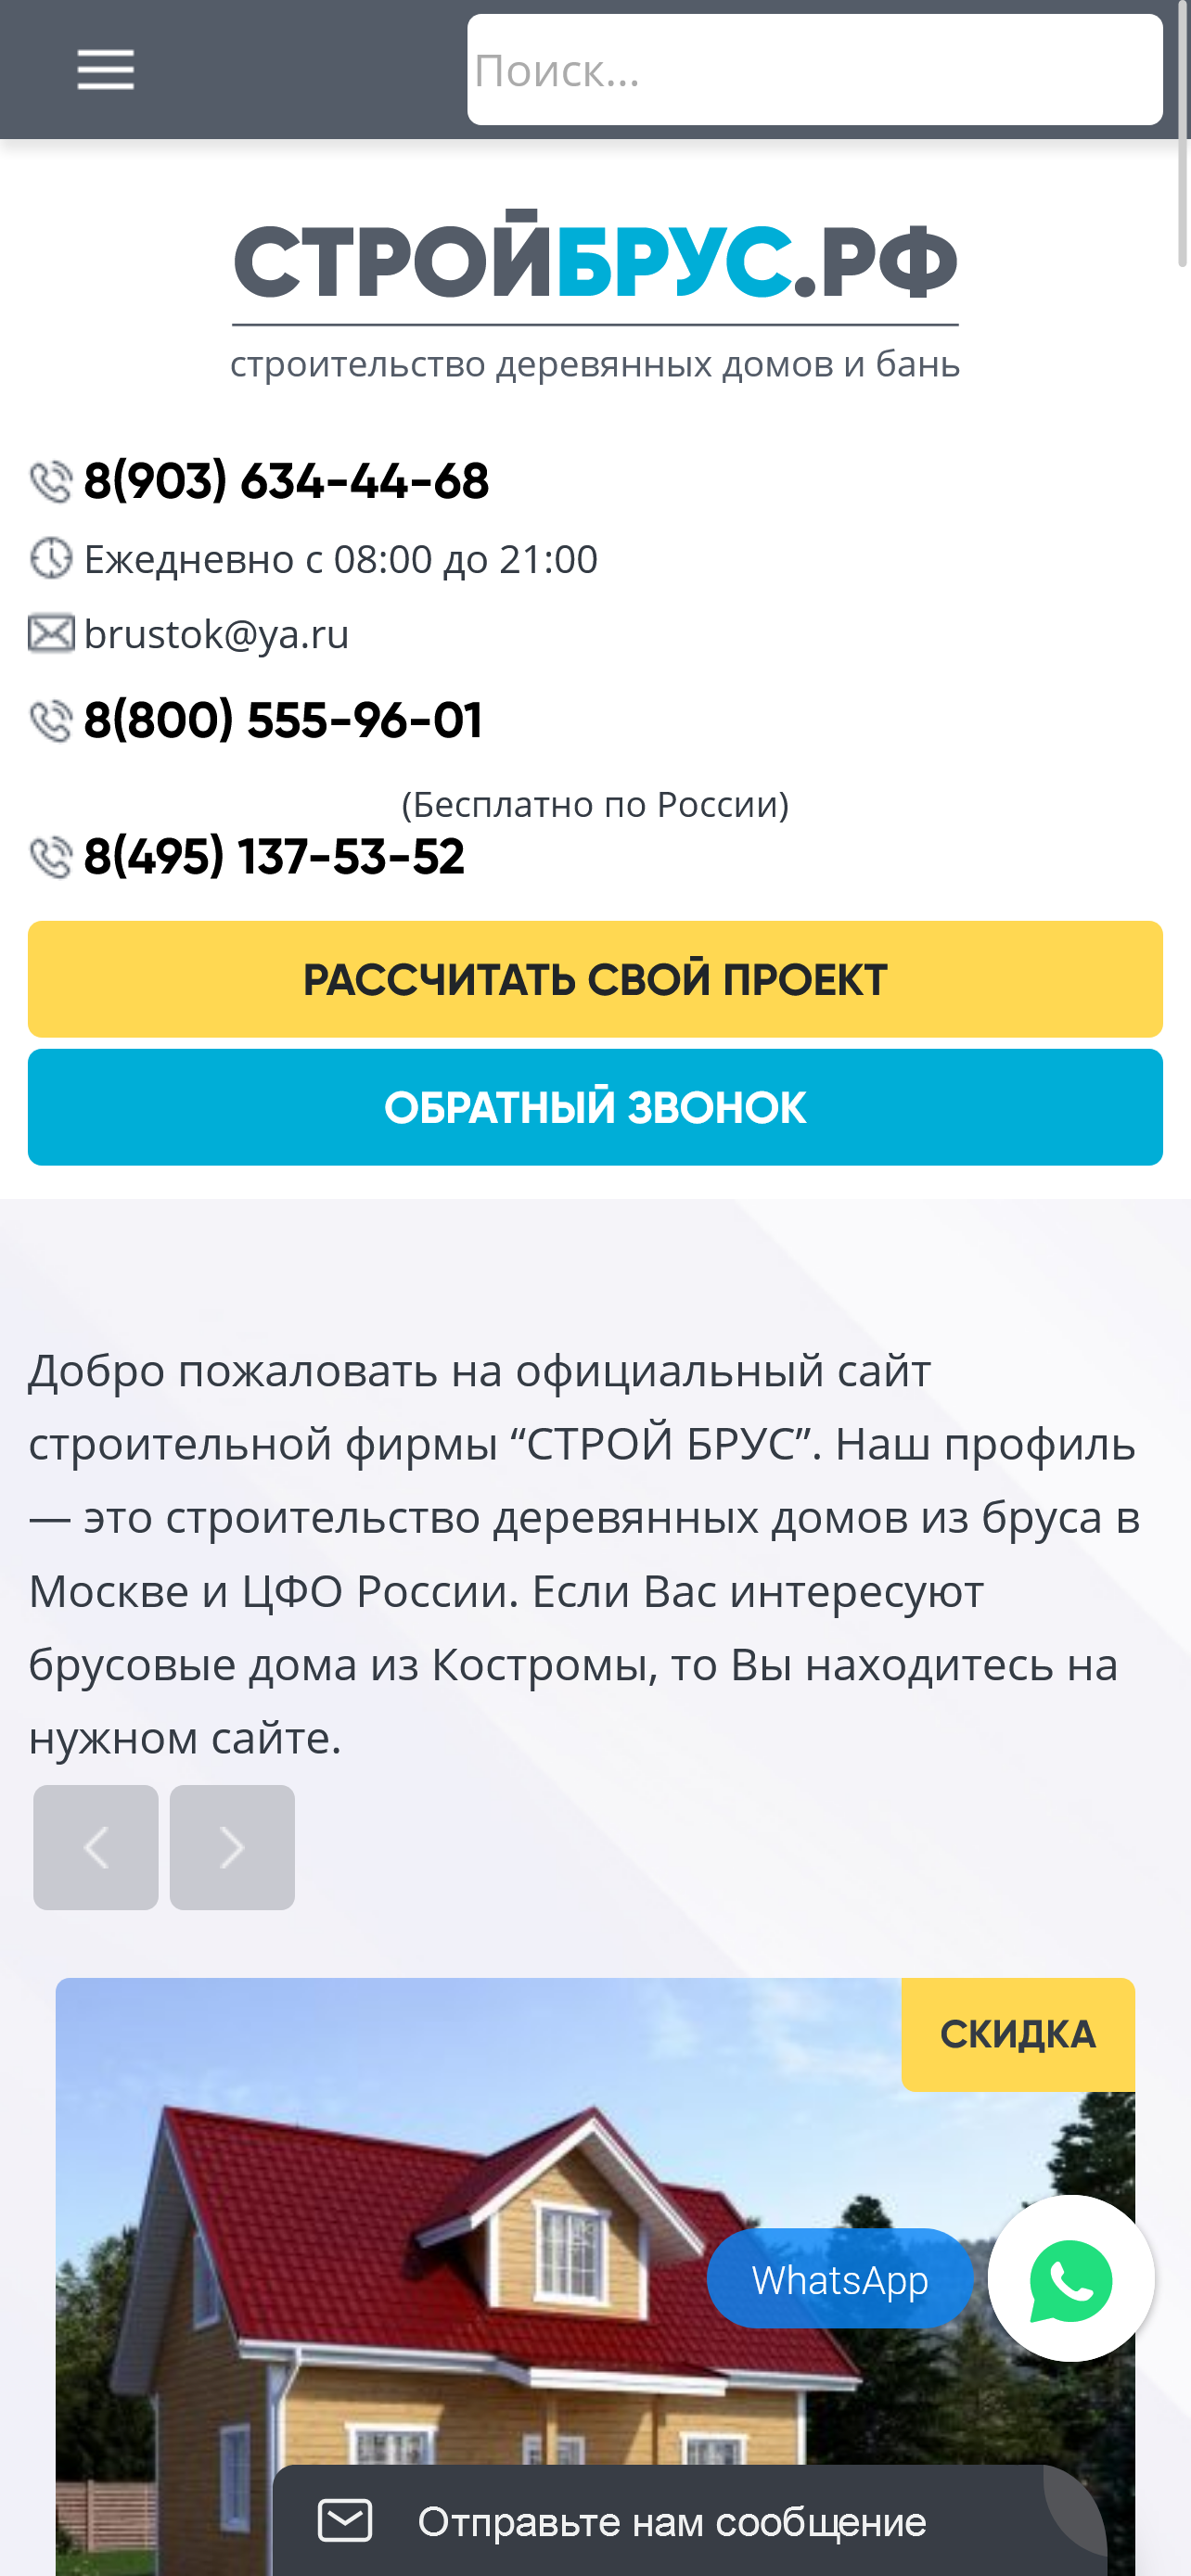 Поиск...
СТРОЙБРУС.РФ
строительство деревянных домов и бань
8(903) 634-44-68
Ежедневно с 08:00 до 21:00
brustok@ya.ru
8(800) 555-96-01
(Бесплатно по России)
8(495) 137-53-52
РАССЧИТАТЬ СВОЙ ПРОЕКТ
ОБРАТНЫЙ ЗВОНОК
Добро пожаловать на официальный сайт
строительной фирмы “СТРОЙ БРУС”. Наш профиль
— это строительство деревянных домов из бруса в
Москве и ЦФО России. Если Вас интересуют
брусовые дома из Костромы, то Вы находитесь на
нужном сайте.
СКИДКА
WhatsApp
Отправьте нам сообщение